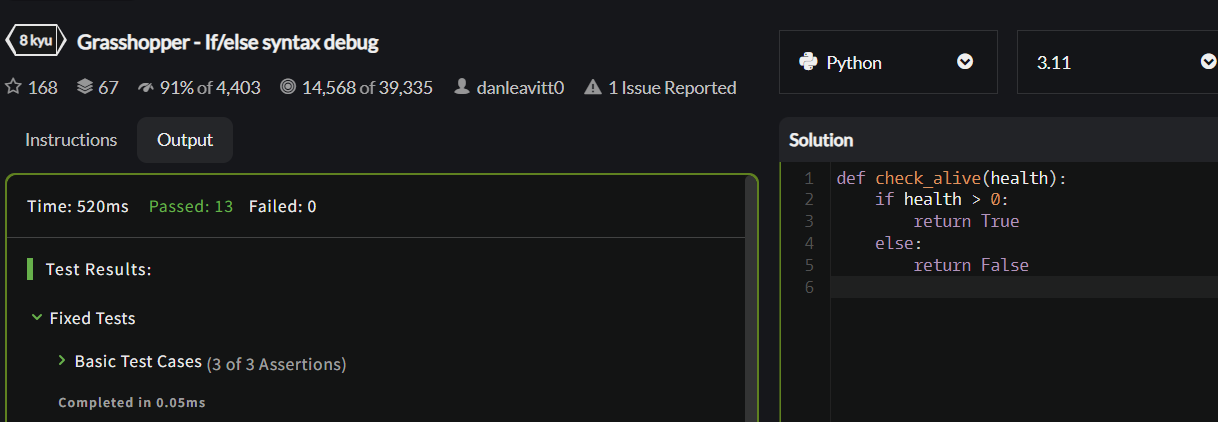 8 kyu Grasshopper - If/else syntax debug
168 67 91% of 4,403 14,568 of 39,335 danleavitt0 1 Issue Reported
Python 3.11
Instructions Output
Time: 520ms Passed: 13 Failed: 0
Test Results:
Fixed Tests
Basic Test Cases (3 of 3 Assertions)
Completed in 0.05ms
Solution
1 def check_alive(health):
2     if health > 0:
3         return True
4     else:
5         return False
6